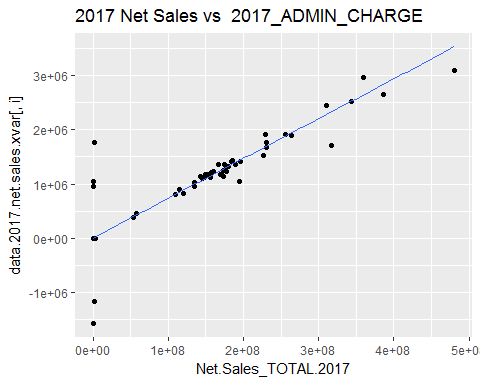 2017 Net Sales vs  2017_ADMIN_CHARGE
data.2017.net.sales.xvar[, i]
3e+06
2e+06
1e+06
0e+00
-1e+06
0e+00 1e+08 2e+08 3e+08 4e+08 5e+08
Net.Sales_TOTAL.2017